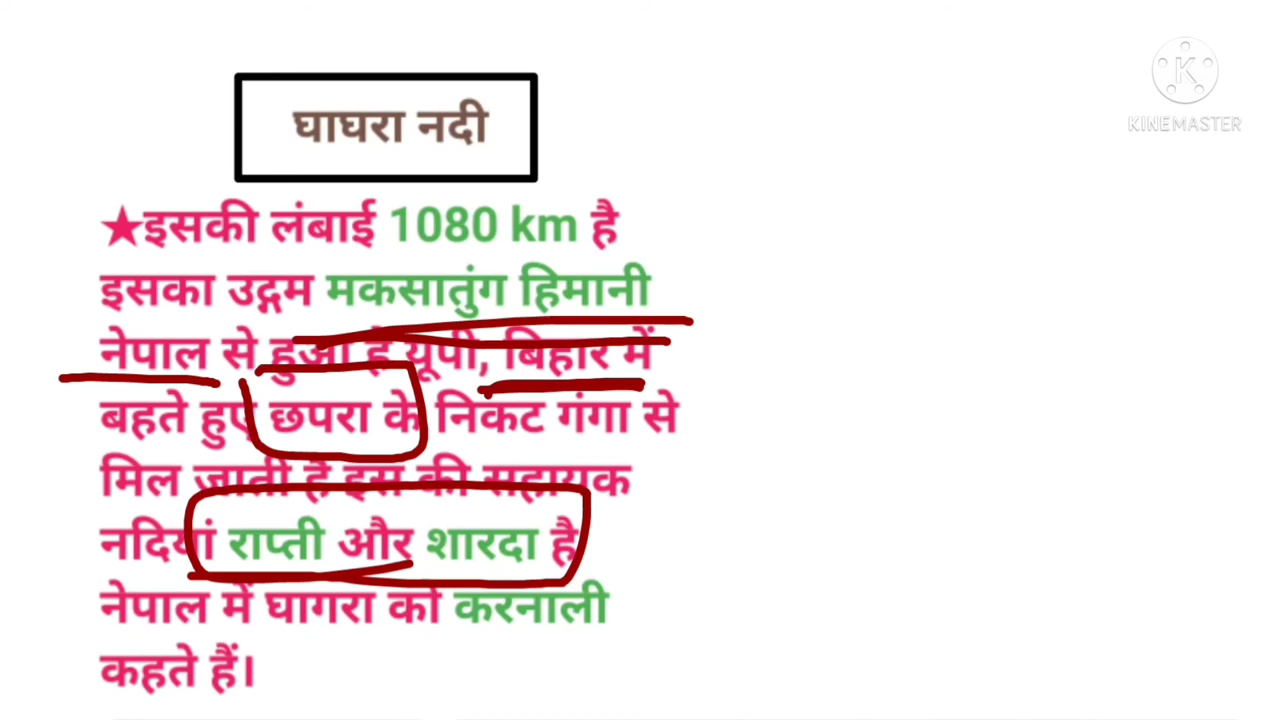 घाघरा नदी
KINEMASTER
★इसकी लंबाई 1080 km है
इसका उद्गम मकसातुंग हिमानी
नेपाल से हुआ है यूपी, बिहार में
बहते हुए छपरा के निकट गंगा से
मिल जाती है इस की सहायक
नदियां राप्ती और शारदा है
नेपाल में घागरा को करनाली
कहते हैं।